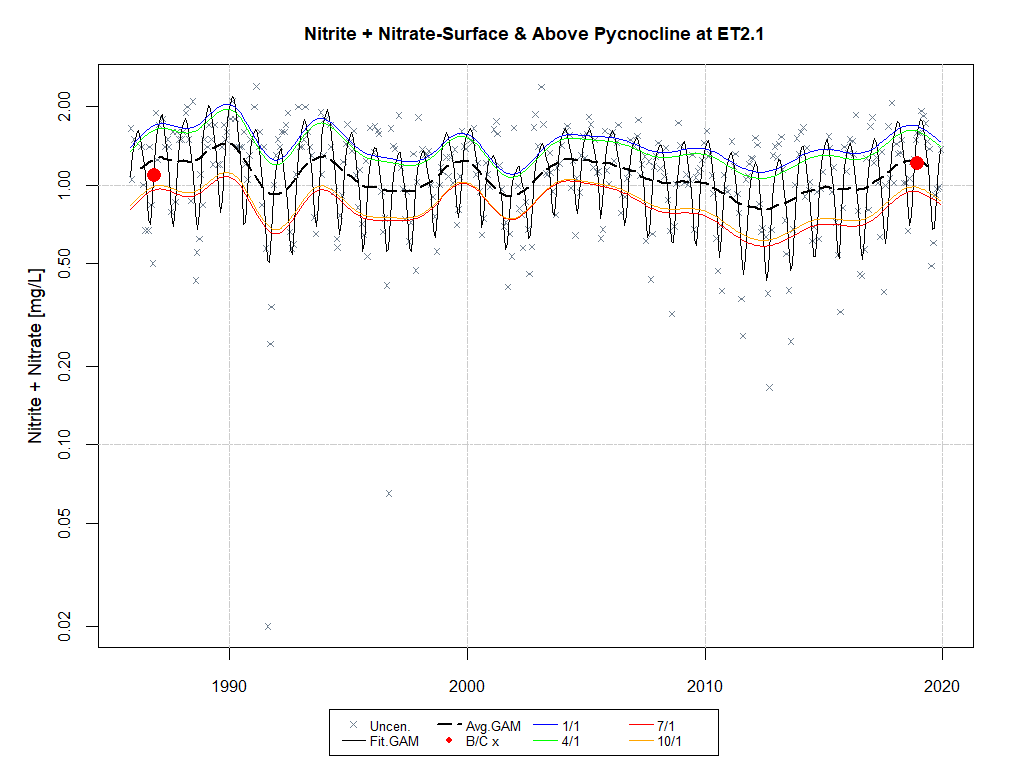 Nitrite + Nitrate-Surface & Above Pycnocline at ET2.1
Nitrite + Nitrate [mg/L]
2.00
1.00
0.50
0.20
0.10
0.05
0.02
1990 2000 2010 2020
Uncen. Avg.GAM 1/1 7/1
Fit.GAM B/C x 4/1 10/1